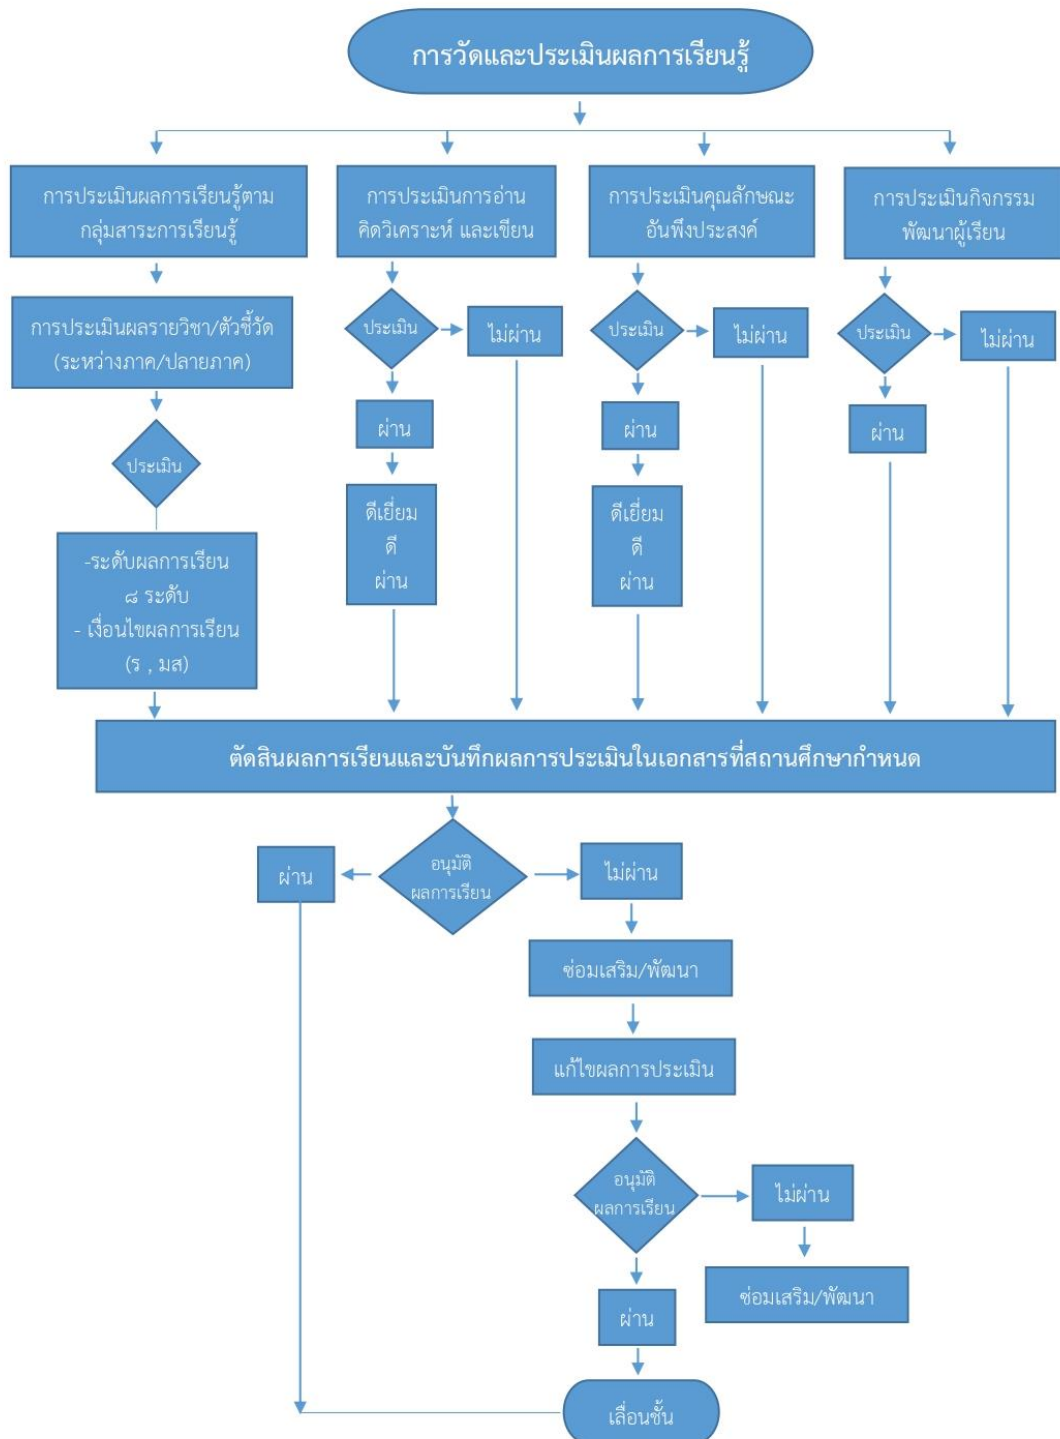 การวัดและประเมินผลการเรียนรู้
การประเมินผลการเรียนรู้ตาม
กลุ่มสาระการเรียนรู้
การประเมินการอ่าน
คิดวิเคราะห์ และเขียน
การประเมินคุณลักษณะ
อันพึงประสงค์
การประเมินกิจกรรม
พัฒนาผู้เรียน
การประเมินผลรายวิชา/ตัวชี้วัด
(ระหว่างภาค/ปลายภาค)
ประเมิน
ไม่ผ่าน
ประเมิน
ไม่ผ่าน
ประเมิน
ไม่ผ่าน
ผ่าน
ผ่าน
ผ่าน
ประเมิน
ดีเยี่ยม
ดี
ผ่าน
ดีเยี่ยม
ดี
ผ่าน
-ระดับผลการเรียน
๘ ระดับ
- เงื่อนไขผลการเรียน
(ร , มส)
ตัดสินผลการเรียนและบันทึกผลการประเมินในเอกสารที่สถานศึกษากำหนด
ผ่าน
อนุมัติ
ผลการเรียน
ไม่ผ่าน
ซ่อมเสริม/พัฒนา
แก้ไขผลการประเมิน
อนุมัติ
ผลการเรียน
ไม่ผ่าน
ซ่อมเสริม/พัฒนา
ผ่าน
เลื่อนชั้น